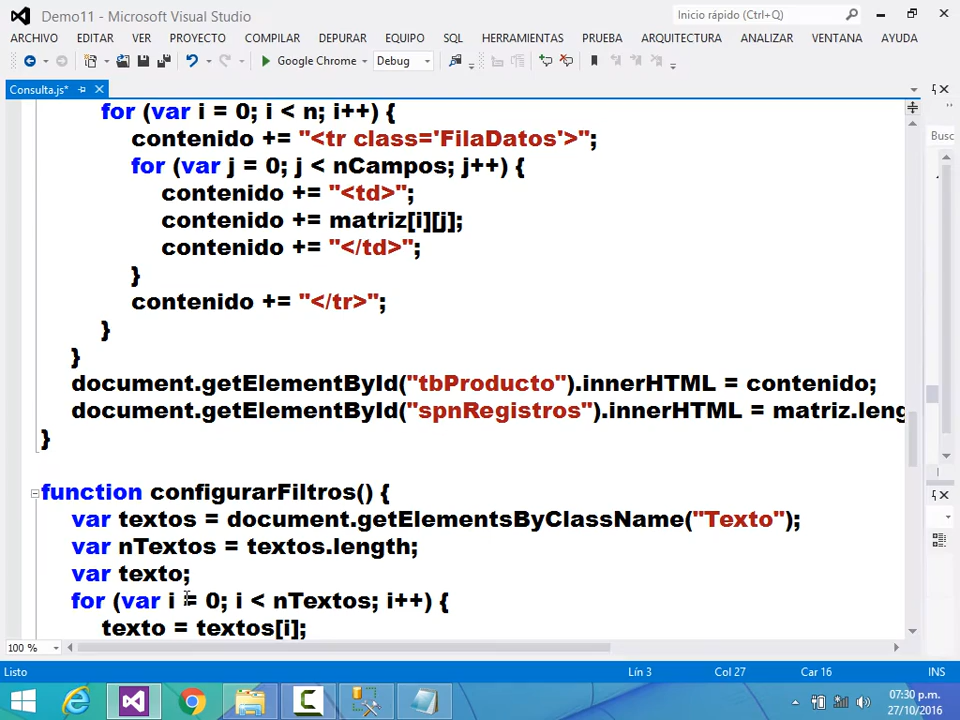 Demo11 - Microsoft Visual Studio
Inicio rápido (Ctrl+Q)
ARCHIVO EDITAR VER PROYECTO COMPILAR DEPURAR EQUIPO SQL HERRAMIENTAS PRUEBA ARQUITECTURA ANALIZAR VENTANA AYUDA
Google Chrome Debug
Consulta.js*
Busc
for (var i = 0; i < n; i++) {
contenido += "<tr class='FilaDatos'>";
for (var j = 0; j < nCampos; j++) {
contenido += "<td>";
contenido += matriz[i][j];
contenido += "</td>";
}
contenido += "</tr>";
}
}
document.getElementById("tbProducto").innerHTML = contenido;
document.getElementById("spnRegistros").innerHTML = matriz.leng
}
function configurarFiltros() {
var textos = document.getElementsByClassName("Texto");
var nTextos = textos.length;
var texto;
for (var i = 0; i < nTextos; i++) {
texto = textos[i];
100 %
Listo Lín 3 Col 27 Car 16 INS
07:30 p.m.
27/10/2016